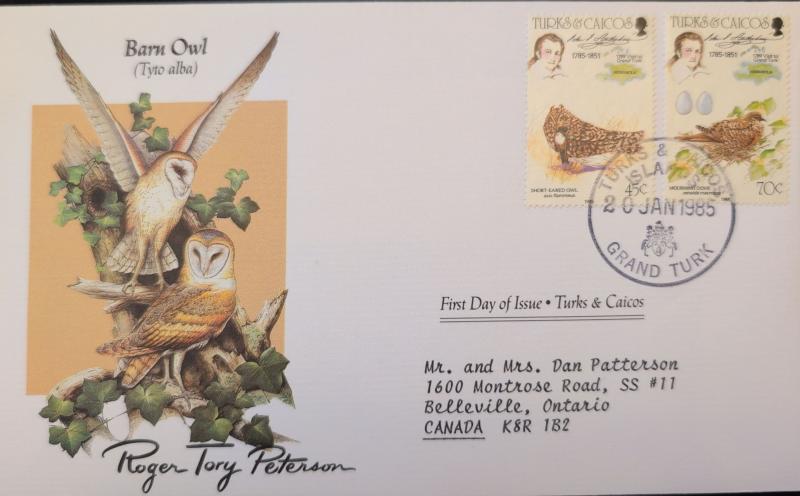 Barn Owl
(Tyto alba)
TURKS & CAICOS
1785-1851
SHORT-EARED OWL
45c
TURKS & CAICOS
1785-1851
MOURNING DOVE
70c
TURKS & CAICOS
ISLANDS
20 JAN 1985
GRAND TURK
First Day of Issue • Turks & Caicos
Mr. and Mrs. Dan Patterson
1600 Montrose Road, SS #11
Belleville, Ontario
CANADA K8R 1B2
Roger Tory Peterson